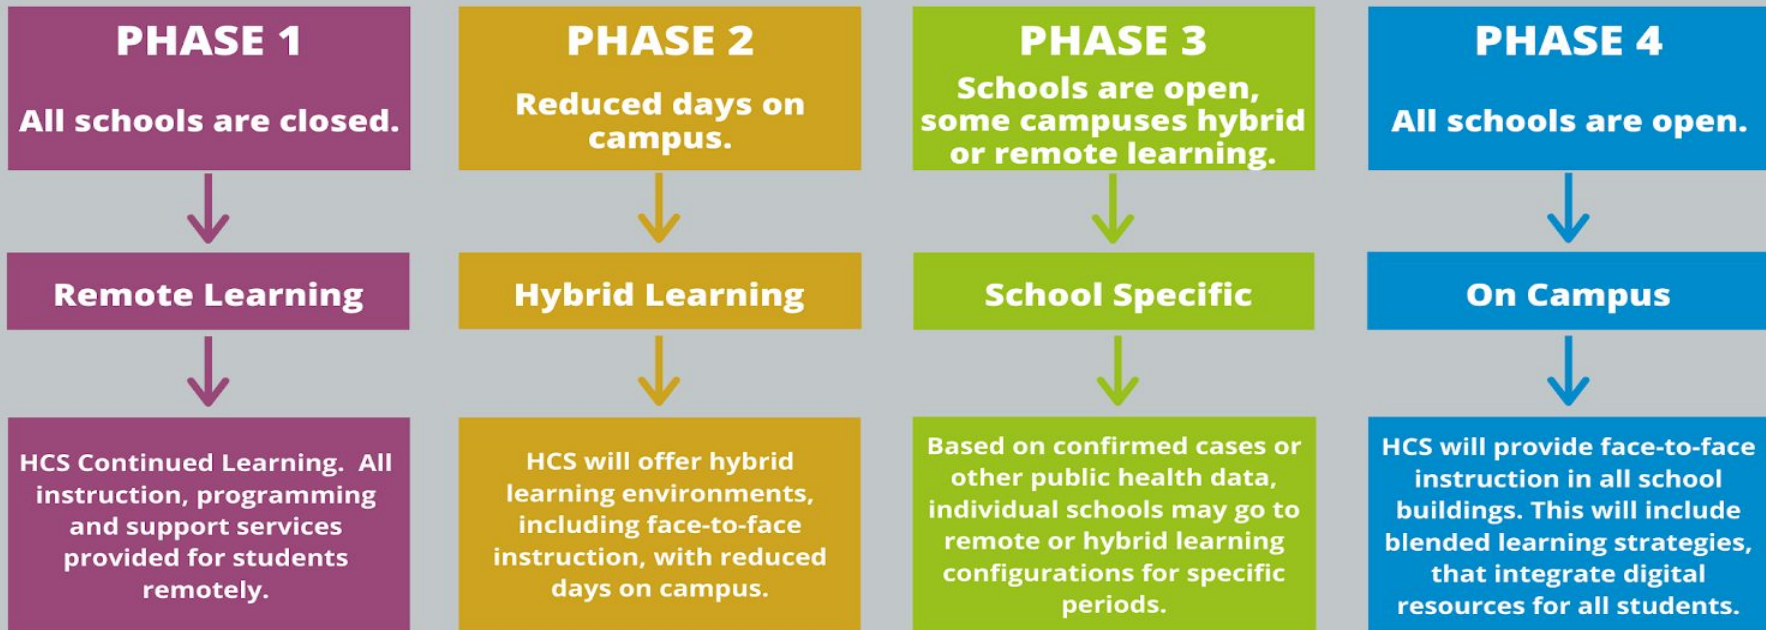 PHASE 1
All schools are closed.
Remote Learning
HCS Continued Learning.  All
instruction, programming
and support services
provided for students
remotely.
PHASE 2
Reduced days on
campus.
Hybrid Learning
HCS will offer hybrid
learning environments,
including face-to-face
instruction, with reduced
days on campus.
PHASE 3
Schools are open,
some campuses hybrid
or remote learning.
School Specific
Based on confirmed cases or
other public health data,
individual schools may go to
remote or hybrid learning
configurations for specific
periods.
PHASE 4
All schools are open.
On Campus
HCS will provide face-to-face
instruction in all school
buildings. This will include
blended learning strategies,
that integrate digital
resources for all students.